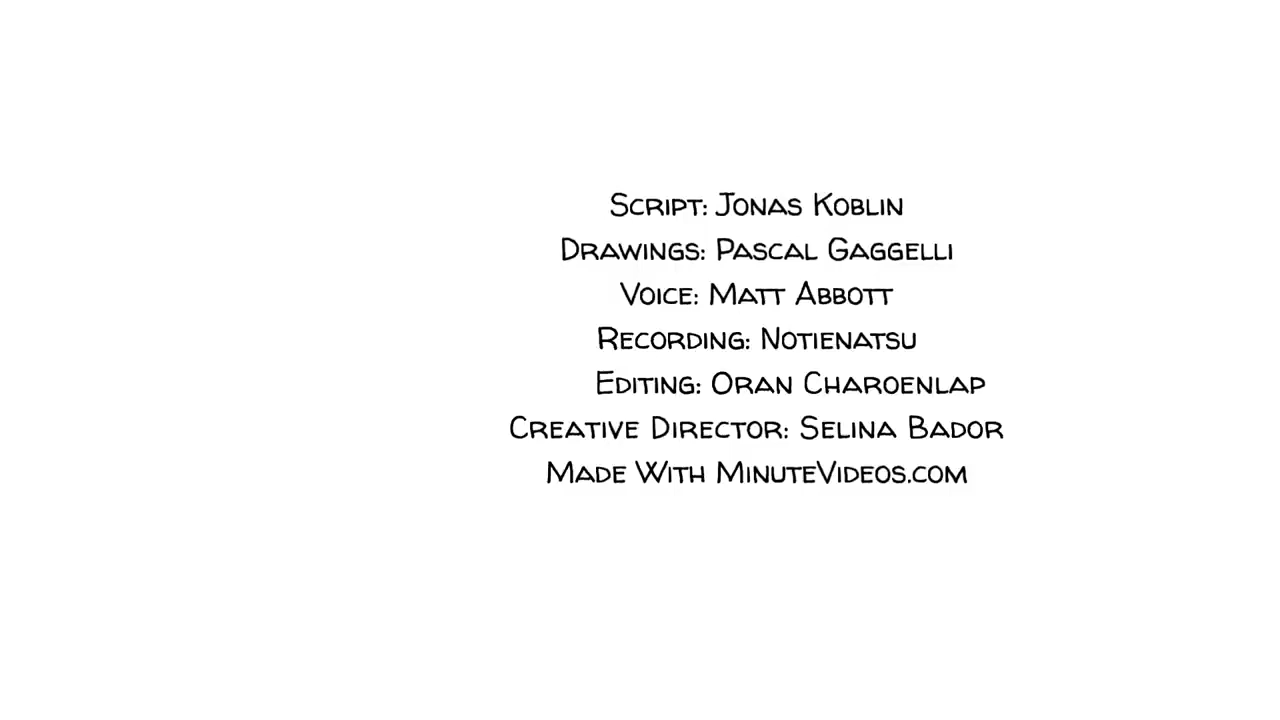 Script: Jonas Koblin
Drawings: Pascal Gaggelli
Voice: Matt Abbott
Recording: Notienatsu
Editing: Oran Charoenlap
Creative Director: Selina Bador
Made With MinuteVideos.com